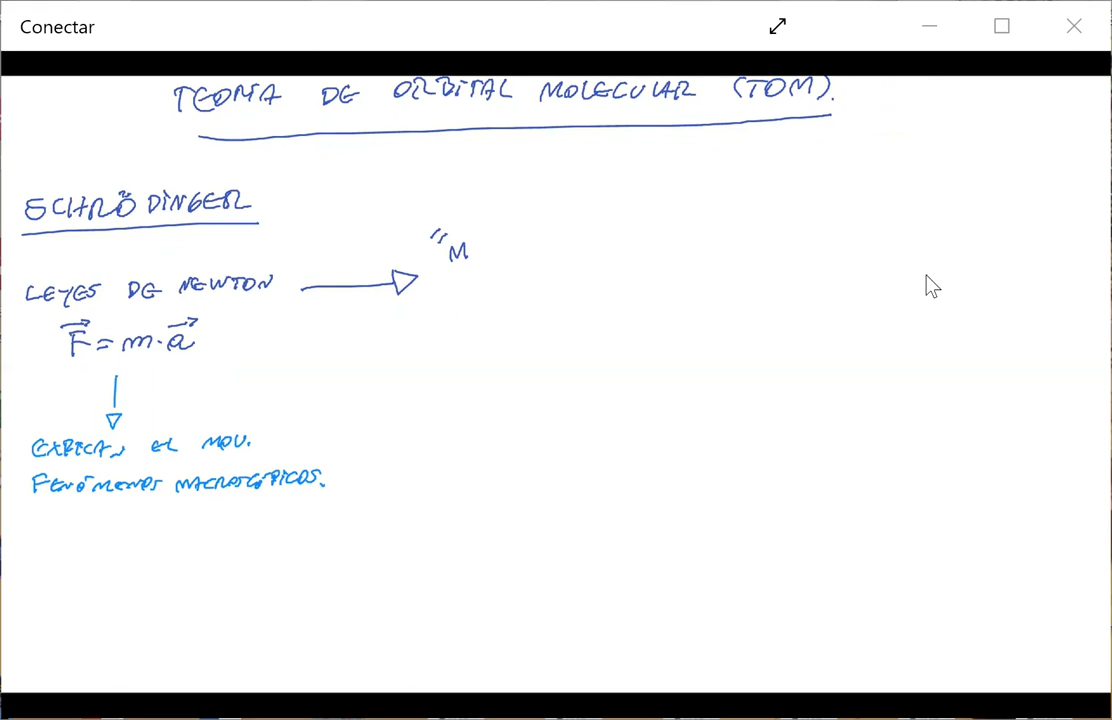 Conectar
TEORIA DE ORBITAL MOLECULAR (TOM).
SCHRÖDINGER
"M
LEYES DE NEWTON
F = m · a
EXPLICAN EL MOV.
FENÓMENOS MACROSCÓPICOS.